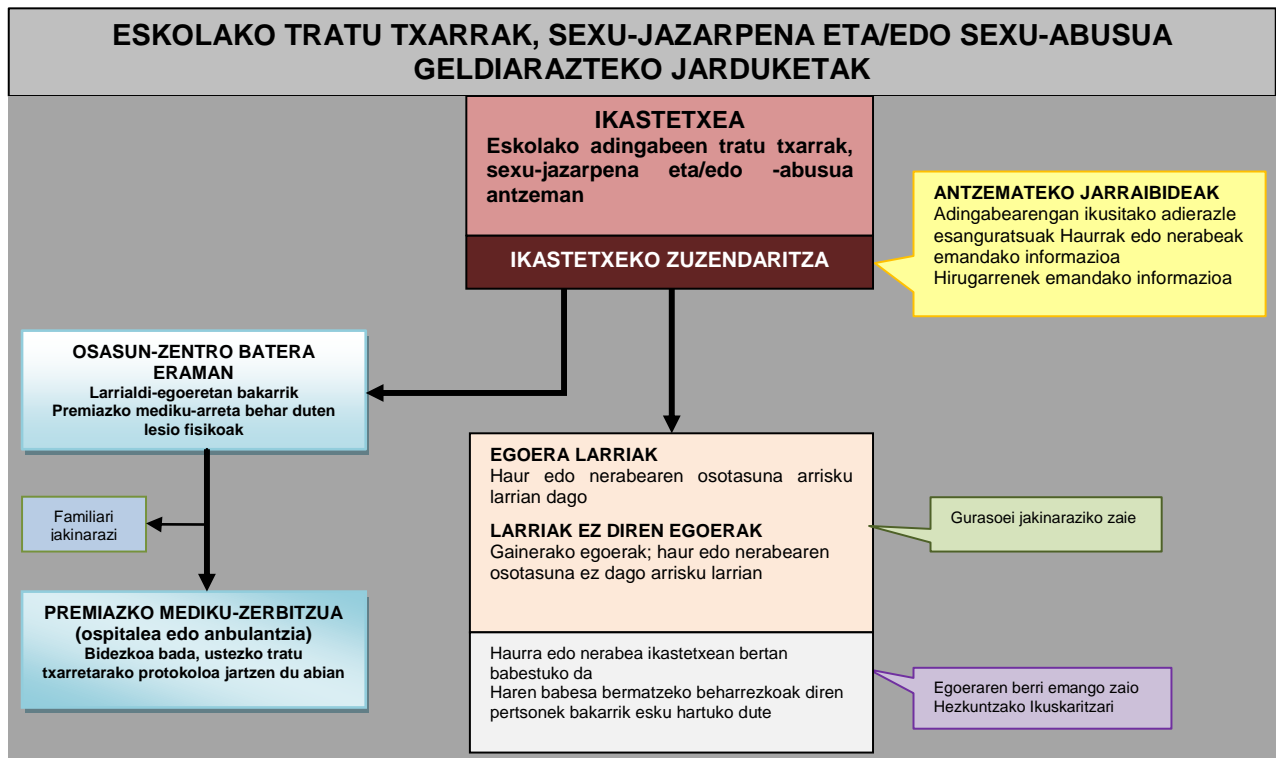 ESKOLAKO TRATU TXARRAK, SEXU-JAZARPENA ETA/EDO SEXU-ABUSUA
GELDIARAZTEKO JARDUKETAK
IKASTETXEA
Eskolako adingabeen tratu txarrak,
sexu-jazarpena eta/edo -abusua
antzeman
IKASTETXEKO ZUZENDARITZA
ANTZEMATEKO JARRAIBIDEAK
Adingabearengan ikusitako adierazle
esanguratsuak Haurrak edo nerabeak
emandako informazioa
Hirugarrenek emandako informazioa
OSASUN-ZENTRO BATERA
ERAMAN
Larrialdi-egoeretan bakarrik
Premiazko mediku-arreta behar duten
lesio fisikoak
EGOERA LARRIAK
Haur edo nerabearen osotasuna arrisku
larrian dago
LARRIAK EZ DIREN EGOERAK
Gainerako egoerak; haur edo nerabearen
osotasuna ez dago arrisku larrian
Familiari
jakinarazi
Gurasoei jakinaraziko zaie
PREMIAZKO MEDIKU-ZERBITZUA
(ospitalea edo anbulantzia)
Bidezkoa bada, ustezko tratu
txarretarako protokoloa jartzen du abian
Haurra edo nerabea ikastetxean bertan
babestuko da
Haren babesa bermatzeko beharrezkoak diren
pertsonek bakarrik esku hartuko dute
Egoeraren berri emango zaio
Hezkuntzako Ikuskaritzari